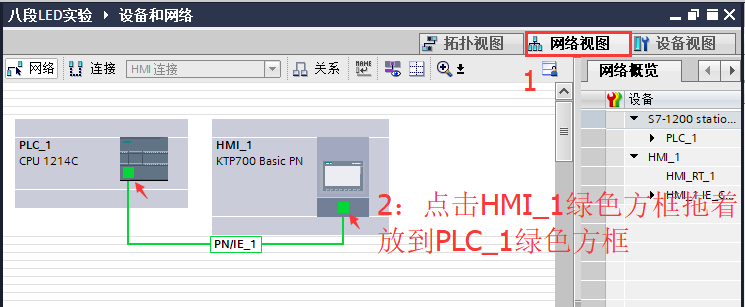 八段LED实验 ▸ 设备和网络
拓扑视图 网络视图 设备视图
网络 连接 HMI 连接 关系 网络概览
1
设备
S7-1200 statio...
PLC_1
HMI_1
HMI_RT_1
HMI_1.IE_C...
PLC_1
CPU 1214C
HMI_1
KTP700 Basic PN
PN/IE_1
2：点击HMI_1绿色方框拖着
放到PLC_1绿色方框